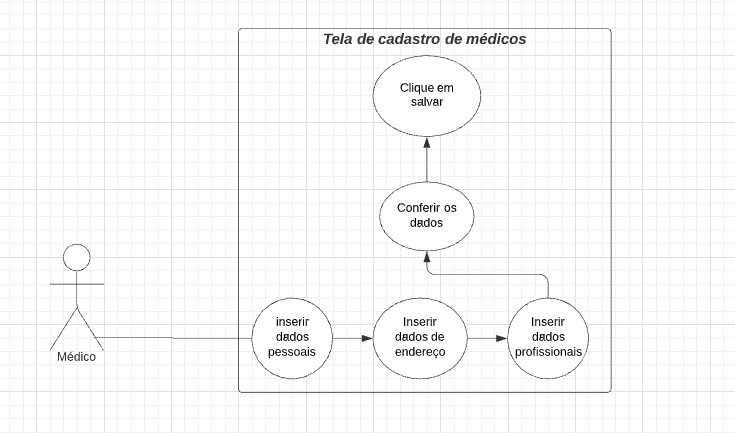 Tela de cadastro de médicos
Clique em
salvar
Conferir os
dados
inserir
dados
pessoais
Inserir
dados de
endereço
Inserir
dados
profissionais
Médico